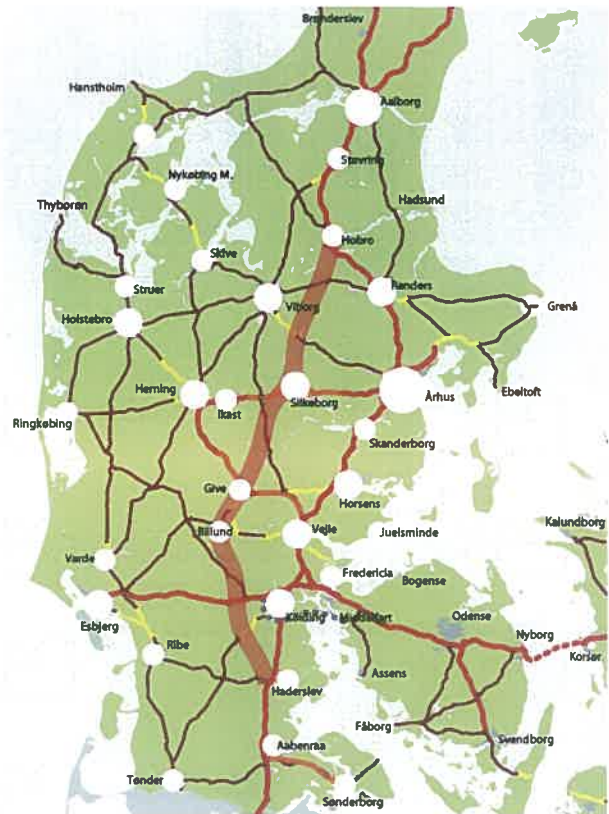 Brønderslev
Hanstholm
Aalborg
Støvring
Nykøbing M.
Thyborøn
Hadsund
Hobro
Skive
Struer
Randers
Viborg
Grenå
Holstebro
Herning
Silkeborg
Århus
Ebeltoft
Ikast
Ringkøbing
Skanderborg
Give
Horsens
Billund
Vejle
Juelsminde
Kalundborg
Varde
Fredericia
Bogense
Esbjerg
Kolding
Middelfart
Odense
Nyborg
Korsør
Ribe
Assens
Haderslev
Fåborg
Svendborg
Aabenraa
Tønder
Sønderborg